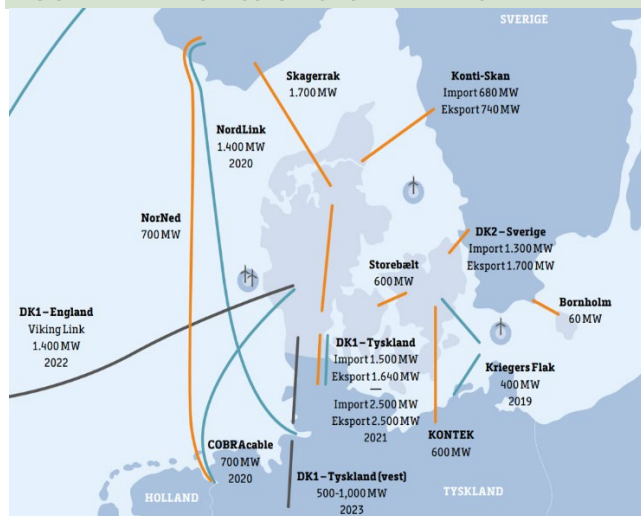 SVERIGE
Skagerrak
1.700 MW
Konti-Skan
Import 680 MW
Eksport 740 MW
NordLink
1.400 MW
2020
NorNed
700 MW
DK2 – Sverige
Import 1.300 MW
Eksport 1.700 MW
Storebælt
600 MW
Bornholm
60 MW
DK1 – England
Viking Link
1.400 MW
2022
DK1 – Tyskland
Import 1.500 MW
Eksport 1.640 MW
—
Import 2.500 MW
Eksport 2.500 MW
2021
Kriegers Flak
400 MW
2019
KONTEK
600 MW
COBRAcable
700 MW
2020
DK1 – Tyskland (vest)
500-1,000 MW
2023
HOLLAND
TYSKLAND